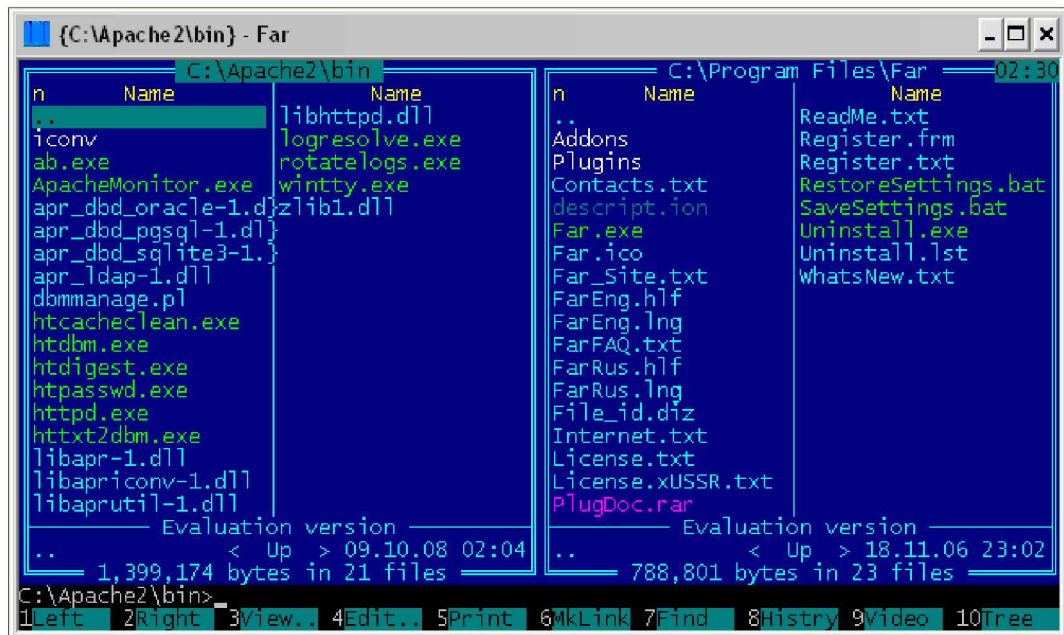 {C:\Apache2\bin} - Far
C:\Apache2\bin
n Name Name
..
iconv
ab.exe
ApacheMonitor.exe
apr_dbd_oracle-1.d}
apr_dbd_pgsql-1.dl}
apr_dbd_sqlite3-1.}
apr_ldap-1.dll
dbmmanage.pl
htcacheclean.exe
htdbm.exe
htdigest.exe
htpasswd.exe
httpd.exe
httxt2dbm.exe
libapr-1.dll
libapriconv-1.dll
libaprutil-1.dll
libhttpd.dll
logresolve.exe
rotatelogs.exe
wintty.exe
zlib1.dll
Evaluation version
.. < Up > 09.10.08 02:04
1,399,174 bytes in 21 files
C:\Program Files\Far 02:30
n Name Name
..
Addons
Plugins
Contacts.txt
descript.ion
Far.exe
Far.ico
Far_Site.txt
FarEng.hlf
FarEng.lng
FarFAQ.txt
FarRus.hlf
FarRus.lng
File_id.diz
Internet.txt
License.txt
License.xUSSR.txt
PlugDoc.rar
ReadMe.txt
Register.frm
Register.txt
RestoreSettings.bat
SaveSettings.bat
Uninstall.exe
Uninstall.lst
WhatsNew.txt
Evaluation version
.. < Up > 18.11.06 23:02
788,801 bytes in 23 files
C:\Apache2\bin>_
1Left 2Right 3View.. 4Edit.. 5Print 6MkLink 7Find 8Histry 9Video 10Tree